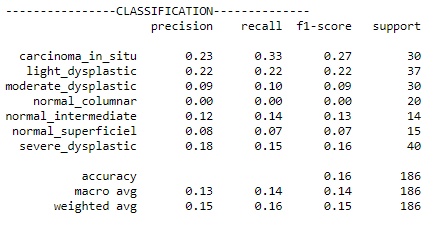 ----------------CLASSIFICATION--------------
precision recall f1-score support
carcinoma_in_situ 0.23 0.33 0.27 30
light_dysplastic 0.22 0.22 0.22 37
moderate_dysplastic 0.09 0.10 0.09 30
normal_columnar 0.00 0.00 0.00 20
normal_intermediate 0.12 0.14 0.13 14
normal_superficiel 0.08 0.07 0.07 15
severe_dysplastic 0.18 0.15 0.16 40
accuracy 0.16 186
macro avg 0.13 0.14 0.14 186
weighted avg 0.15 0.16 0.15 186